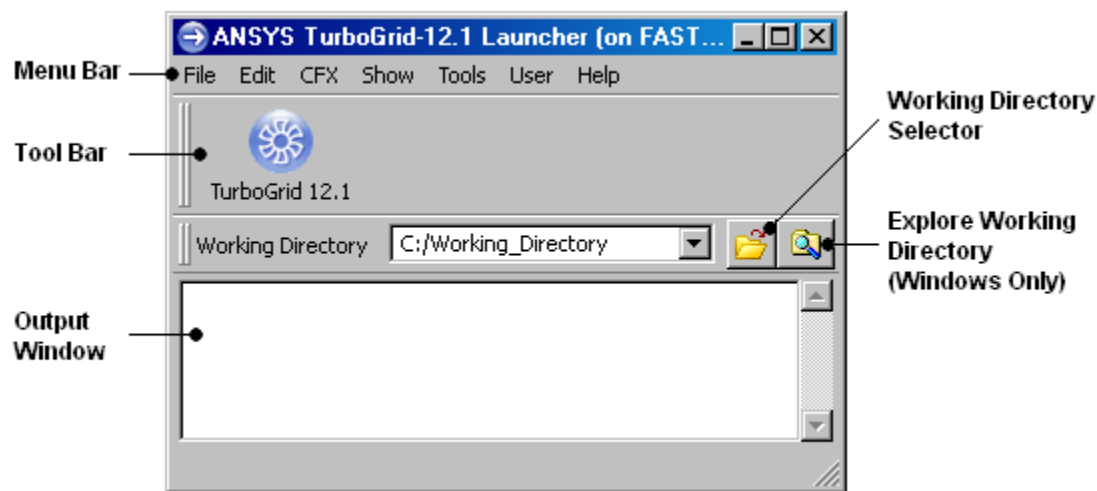 ANSYS TurboGrid-12.1 Launcher (on FAST...
Menu Bar
File Edit CFX Show Tools User Help
Working Directory
Selector
Tool Bar
TurboGrid 12.1
Working Directory C:/Working_Directory
Explore Working
Directory
(Windows Only)
Output
Window